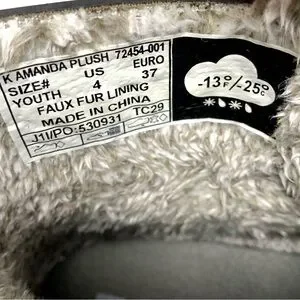 K AMANDA PLUSH 72454-001
SIZE# US EURO
YOUTH 4 37
FAUX FUR LINING
MADE IN CHINA
J11/PO:530931 TC29
-13°F/-25°C